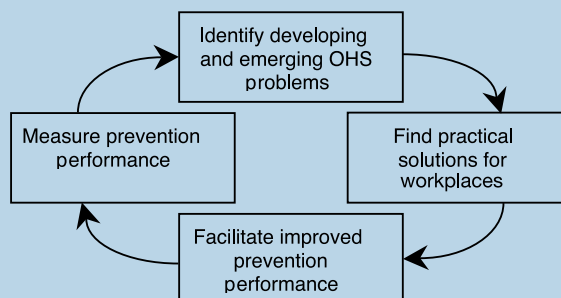 Identify developing
and emerging OHS
problems
Measure prevention
performance
Find practical
solutions for
workplaces
Facilitate improved
prevention
performance